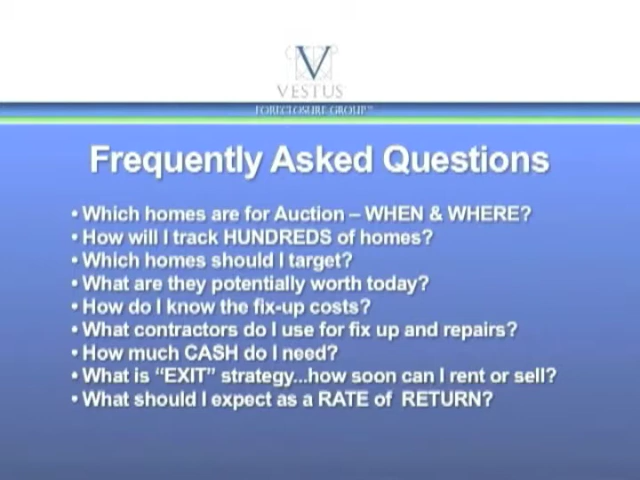 V
VESTUS
FORECLOSURE GROUP™
Frequently Asked Questions
• Which homes are for Auction – WHEN & WHERE?
• How will I track HUNDREDS of homes?
• Which homes should I target?
• What are they potentially worth today?
• How do I know the fix-up costs?
• What contractors do I use for fix up and repairs?
• How much CASH do I need?
• What is “EXIT” strategy...how soon can I rent or sell?
• What should I expect as a RATE of RETURN?